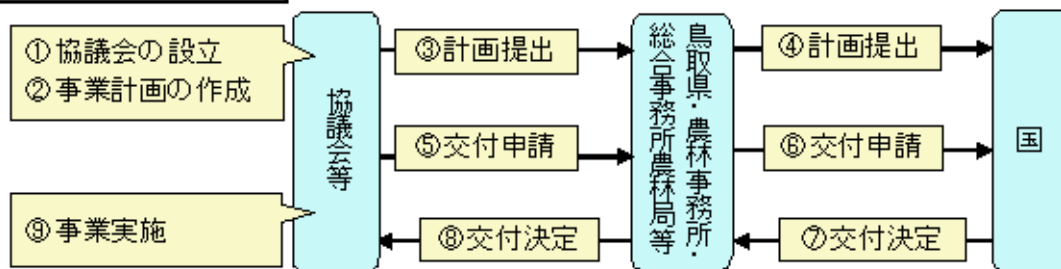 ①協議会の設立
②事業計画の作成
⑨事業実施
協議会等
③計画提出
⑤交付申請
⑧交付決定
鳥取県・農林事務所・
総合事務所農林局等
④計画提出
⑥交付申請
⑦交付決定
国